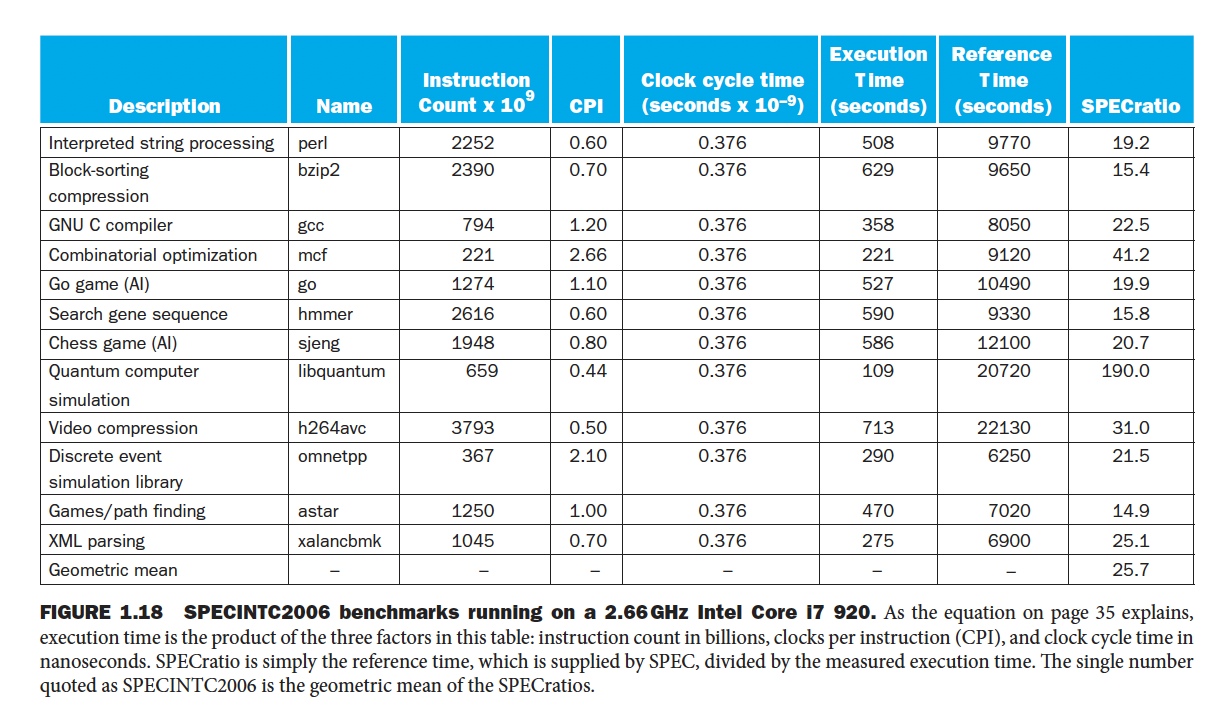 Description Name Instruction Count x 10^9 CPI Clock cycle time (seconds x 10^–9) Execution Time (seconds) Reference Time (seconds) SPECratio
Interpreted string processing perl 2252 0.60 0.376 508 9770 19.2
Block-sorting compression bzip2 2390 0.70 0.376 629 9650 15.4
GNU C compiler gcc 794 1.20 0.376 358 8050 22.5
Combinatorial optimization mcf 221 2.66 0.376 221 9120 41.2
Go game (AI) go 1274 1.10 0.376 527 10490 19.9
Search gene sequence hmmer 2616 0.60 0.376 590 9330 15.8
Chess game (AI) sjeng 1948 0.80 0.376 586 12100 20.7
Quantum computer simulation libquantum 659 0.44 0.376 109 20720 190.0
Video compression h264avc 3793 0.50 0.376 713 22130 31.0
Discrete event simulation library omnetpp 367 2.10 0.376 290 6250 21.5
Games/path finding astar 1250 1.00 0.376 470 7020 14.9
XML parsing xalancbmk 1045 0.70 0.376 275 6900 25.1
Geometric mean – – – – – – 25.7
FIGURE 1.18 SPECINTC2006 benchmarks running on a 2.66 GHz Intel Core i7 920. As the equation on page 35 explains,
execution time is the product of the three factors in this table: instruction count in billions, clocks per instruction (CPI), and clock cycle time in
nanoseconds. SPECratio is simply the reference time, which is supplied by SPEC, divided by the measured execution time. The single number
quoted as SPECINTC2006 is the geometric mean of the SPECratios.